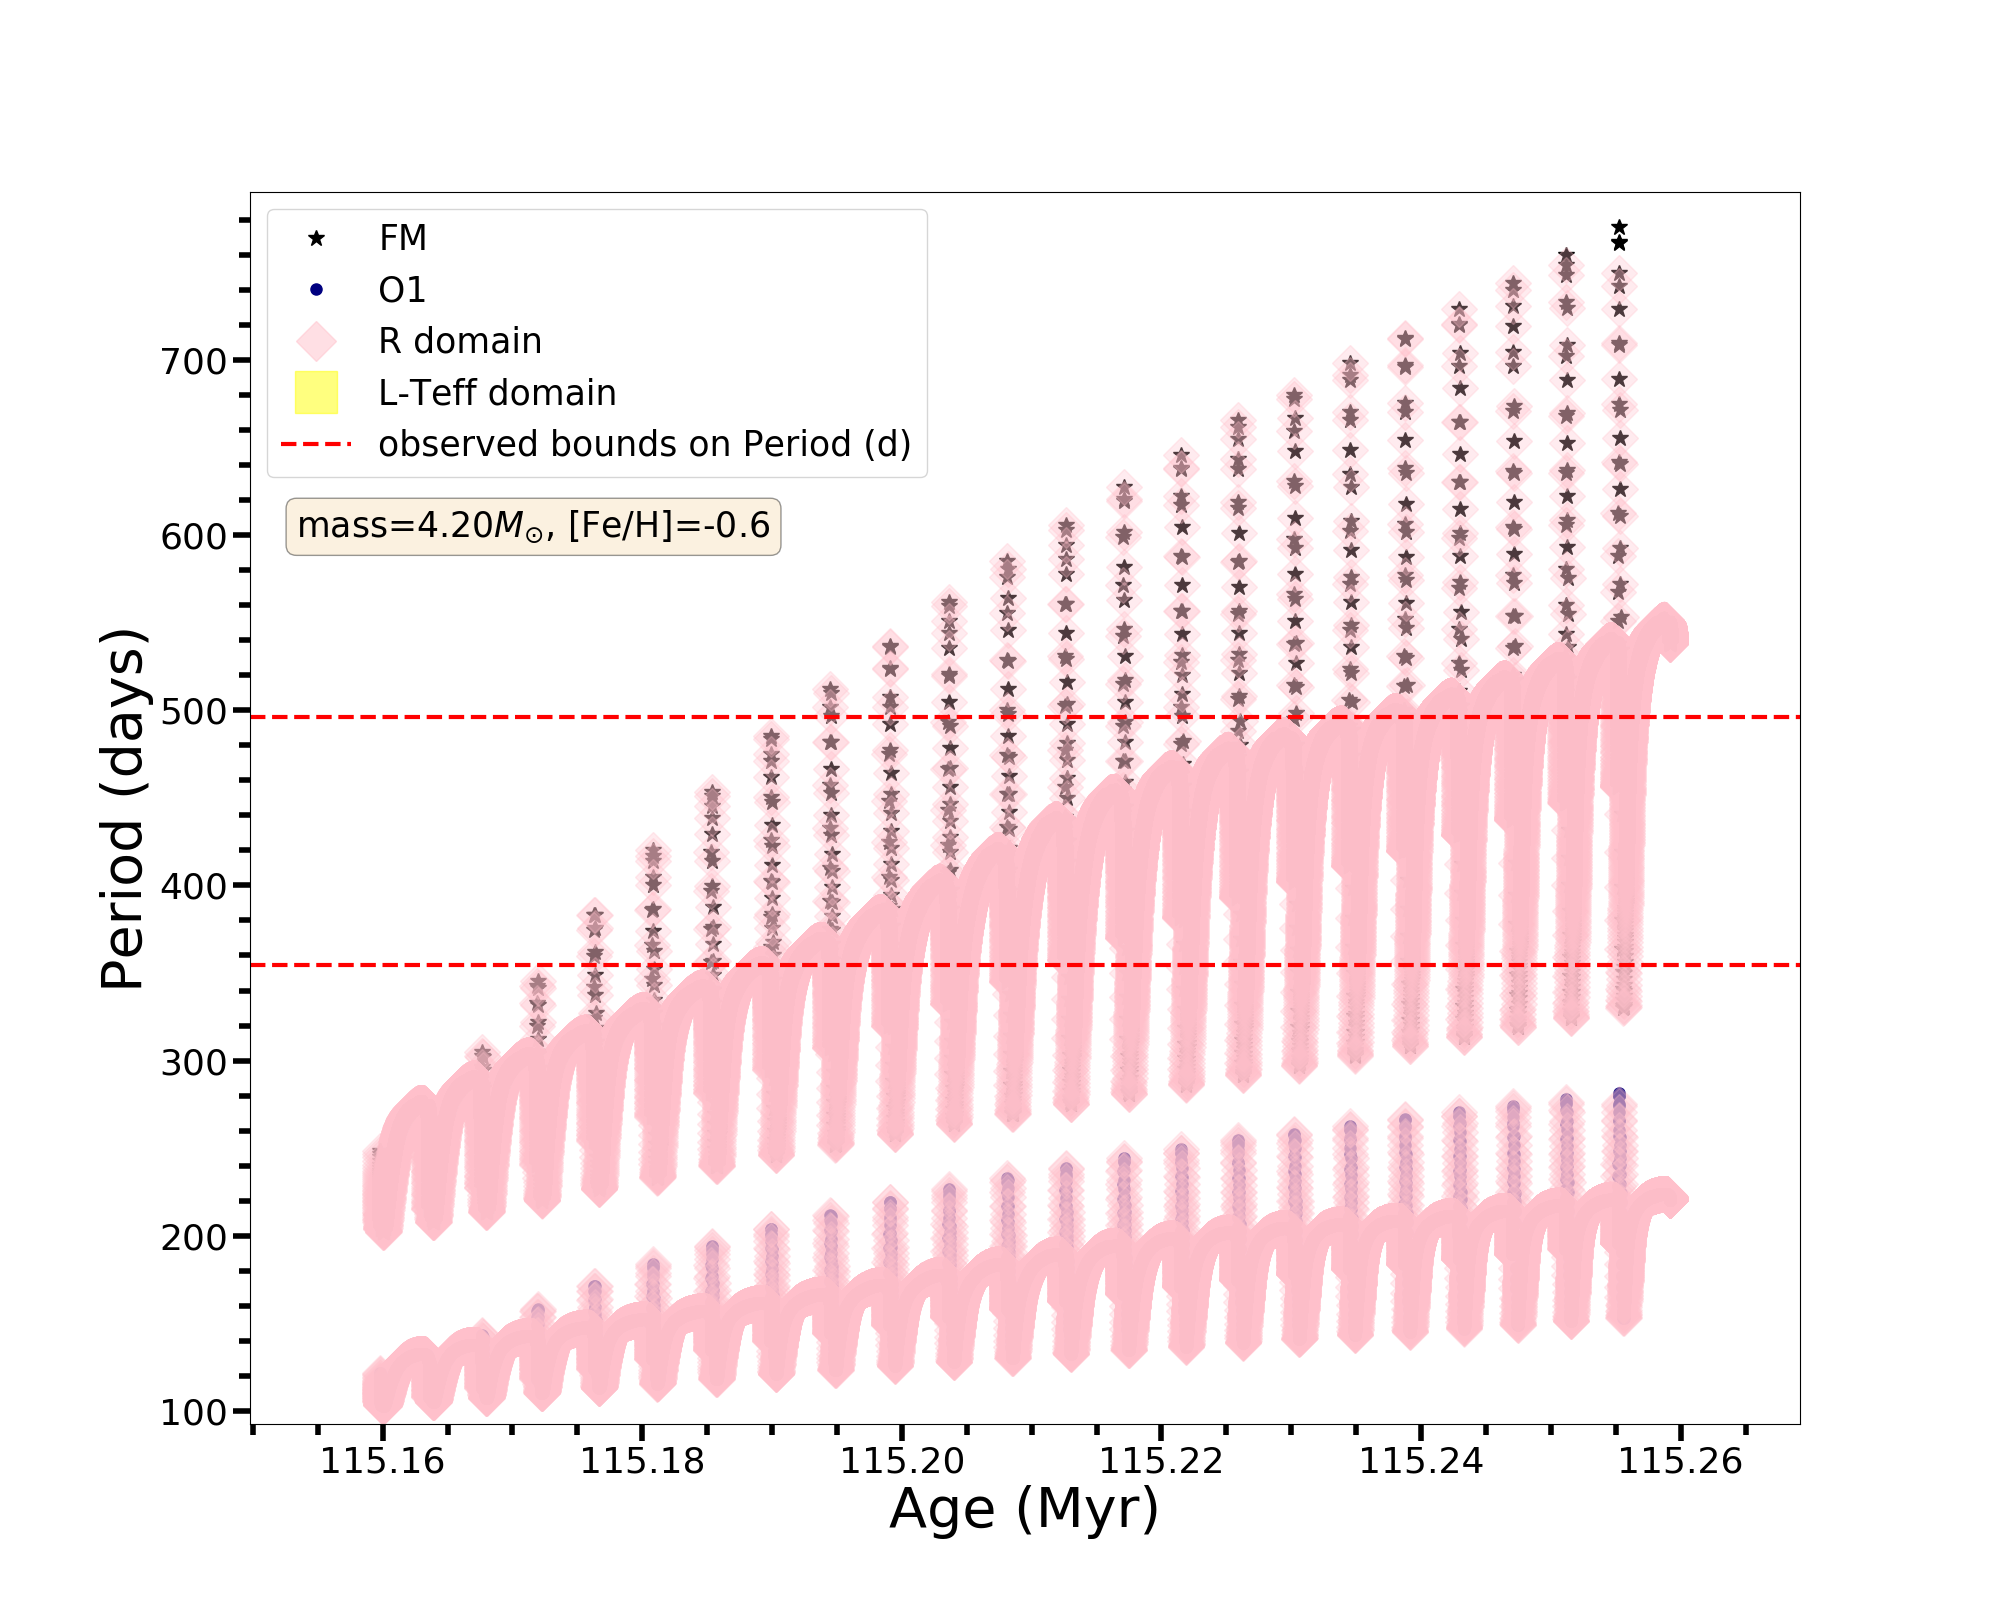 FM
O1
R domain
L-Teff domain
observed bounds on Period (d)
mass=4.20M⊙, [Fe/H]=-0.6
700
600
500
400
300
200
100
Period (days)
115.16 115.18 115.20 115.22 115.24 115.26
Age (Myr)